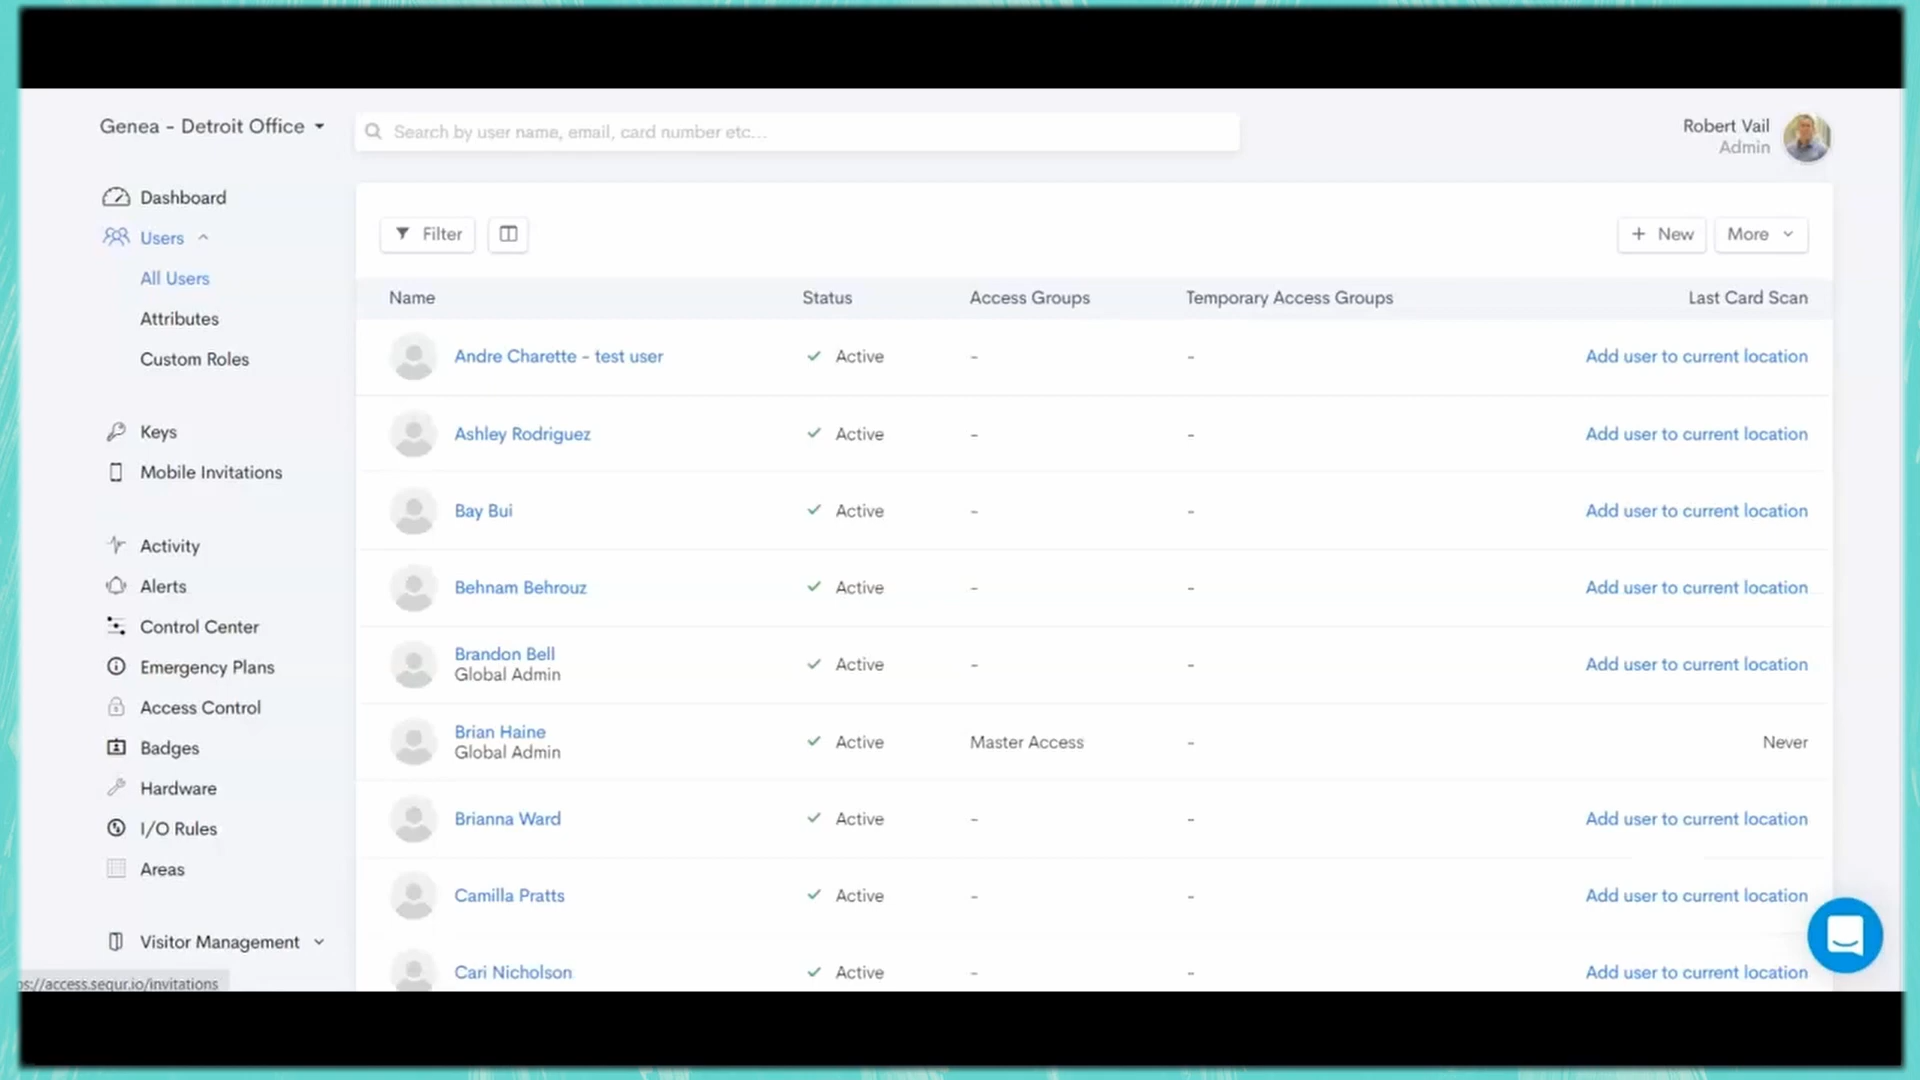 Genea - Detroit Office
Search by user name, email, card number etc...
Robert Vail
Admin
Dashboard
Users
All Users
Attributes
Custom Roles
Keys
Mobile Invitations
Activity
Alerts
Control Center
Emergency Plans
Access Control
Badges
Hardware
I/O Rules
Areas
Visitor Management
Filter
+ New
More
Name Status Access Groups Temporary Access Groups Last Card Scan
Andre Charette - test user Active - - Add user to current location
Ashley Rodriguez Active - - Add user to current location
Bay Bui Active - - Add user to current location
Behnam Behrouz Active - - Add user to current location
Brandon Bell
Global Admin Active - - Add user to current location
Brian Haine
Global Admin Active Master Access - Never
Brianna Ward Active - - Add user to current location
Camilla Pratts Active - - Add user to current location
Cari Nicholson Active - - Add user to current location
ps://access.sequr.io/invitations